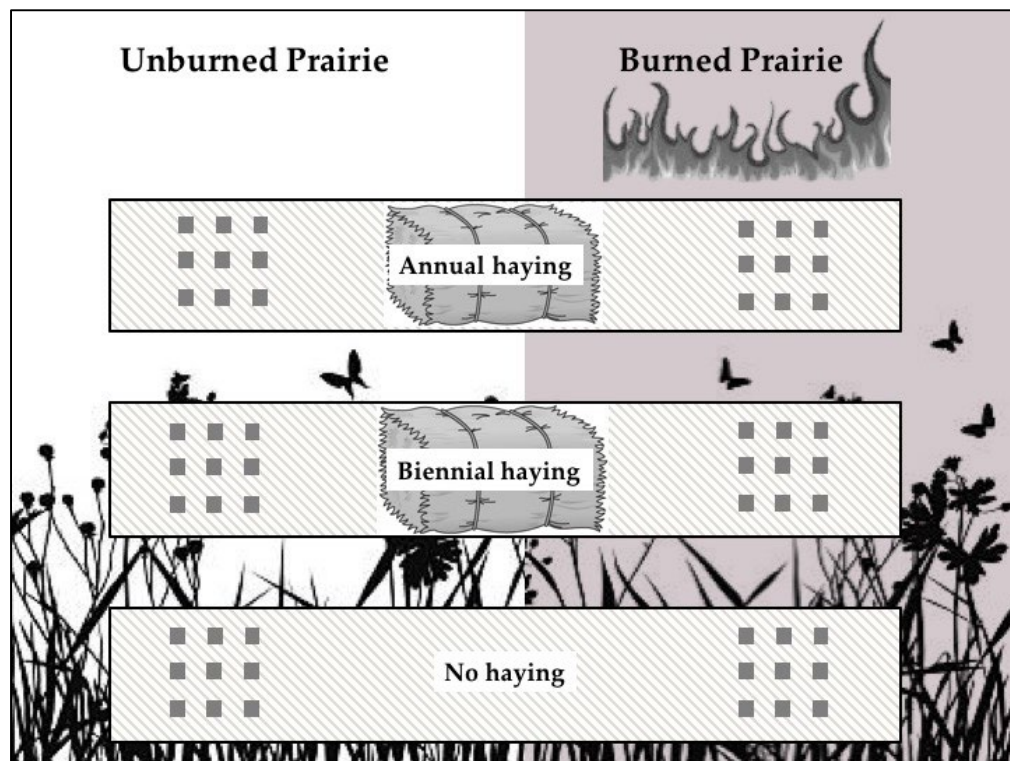 Unburned Prairie
Burned Prairie
Annual haying
Biennial haying
No haying